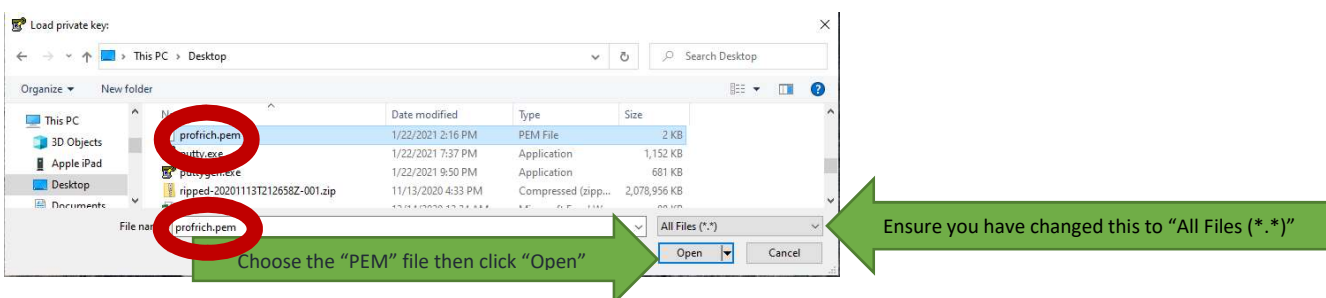 Load private key:
This PC > Desktop
Search Desktop
Organize New folder
Date modified Type Size
This PC
3D Objects
Apple iPad
Desktop
Documents
profrich.pem 1/22/2021 2:16 PM PEM File 2 KB
putty.exe 1/22/2021 7:37 PM Application 1,152 KB
puttygen.exe 1/22/2021 9:50 PM Application 681 KB
ripped-20201113T212658Z-001.zip 11/13/2020 4:33 PM Compressed (zipp... 2,078,956 KB
File profrich.pem All Files (*.*)
Open Cancel
Choose the “PEM” file then click “Open”
Ensure you have changed this to “All Files (*.*)”